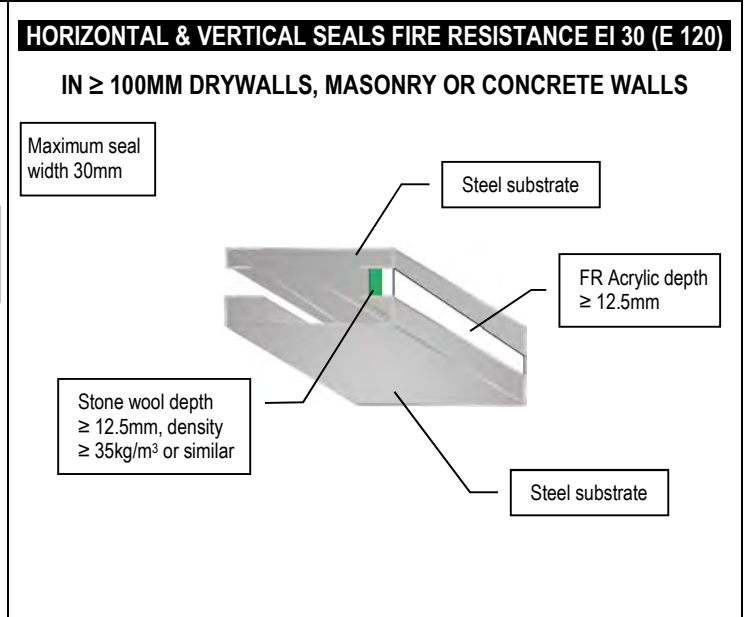 HORIZONTAL & VERTICAL SEALS FIRE RESISTANCE EI 30 (E 120)
IN ≥ 100MM DRYWALLS, MASONRY OR CONCRETE WALLS
Maximum seal
width 30mm
Steel substrate
FR Acrylic depth
≥ 12.5mm
Stone wool depth
≥ 12.5mm, density
≥ 35kg/m³ or similar
Steel substrate